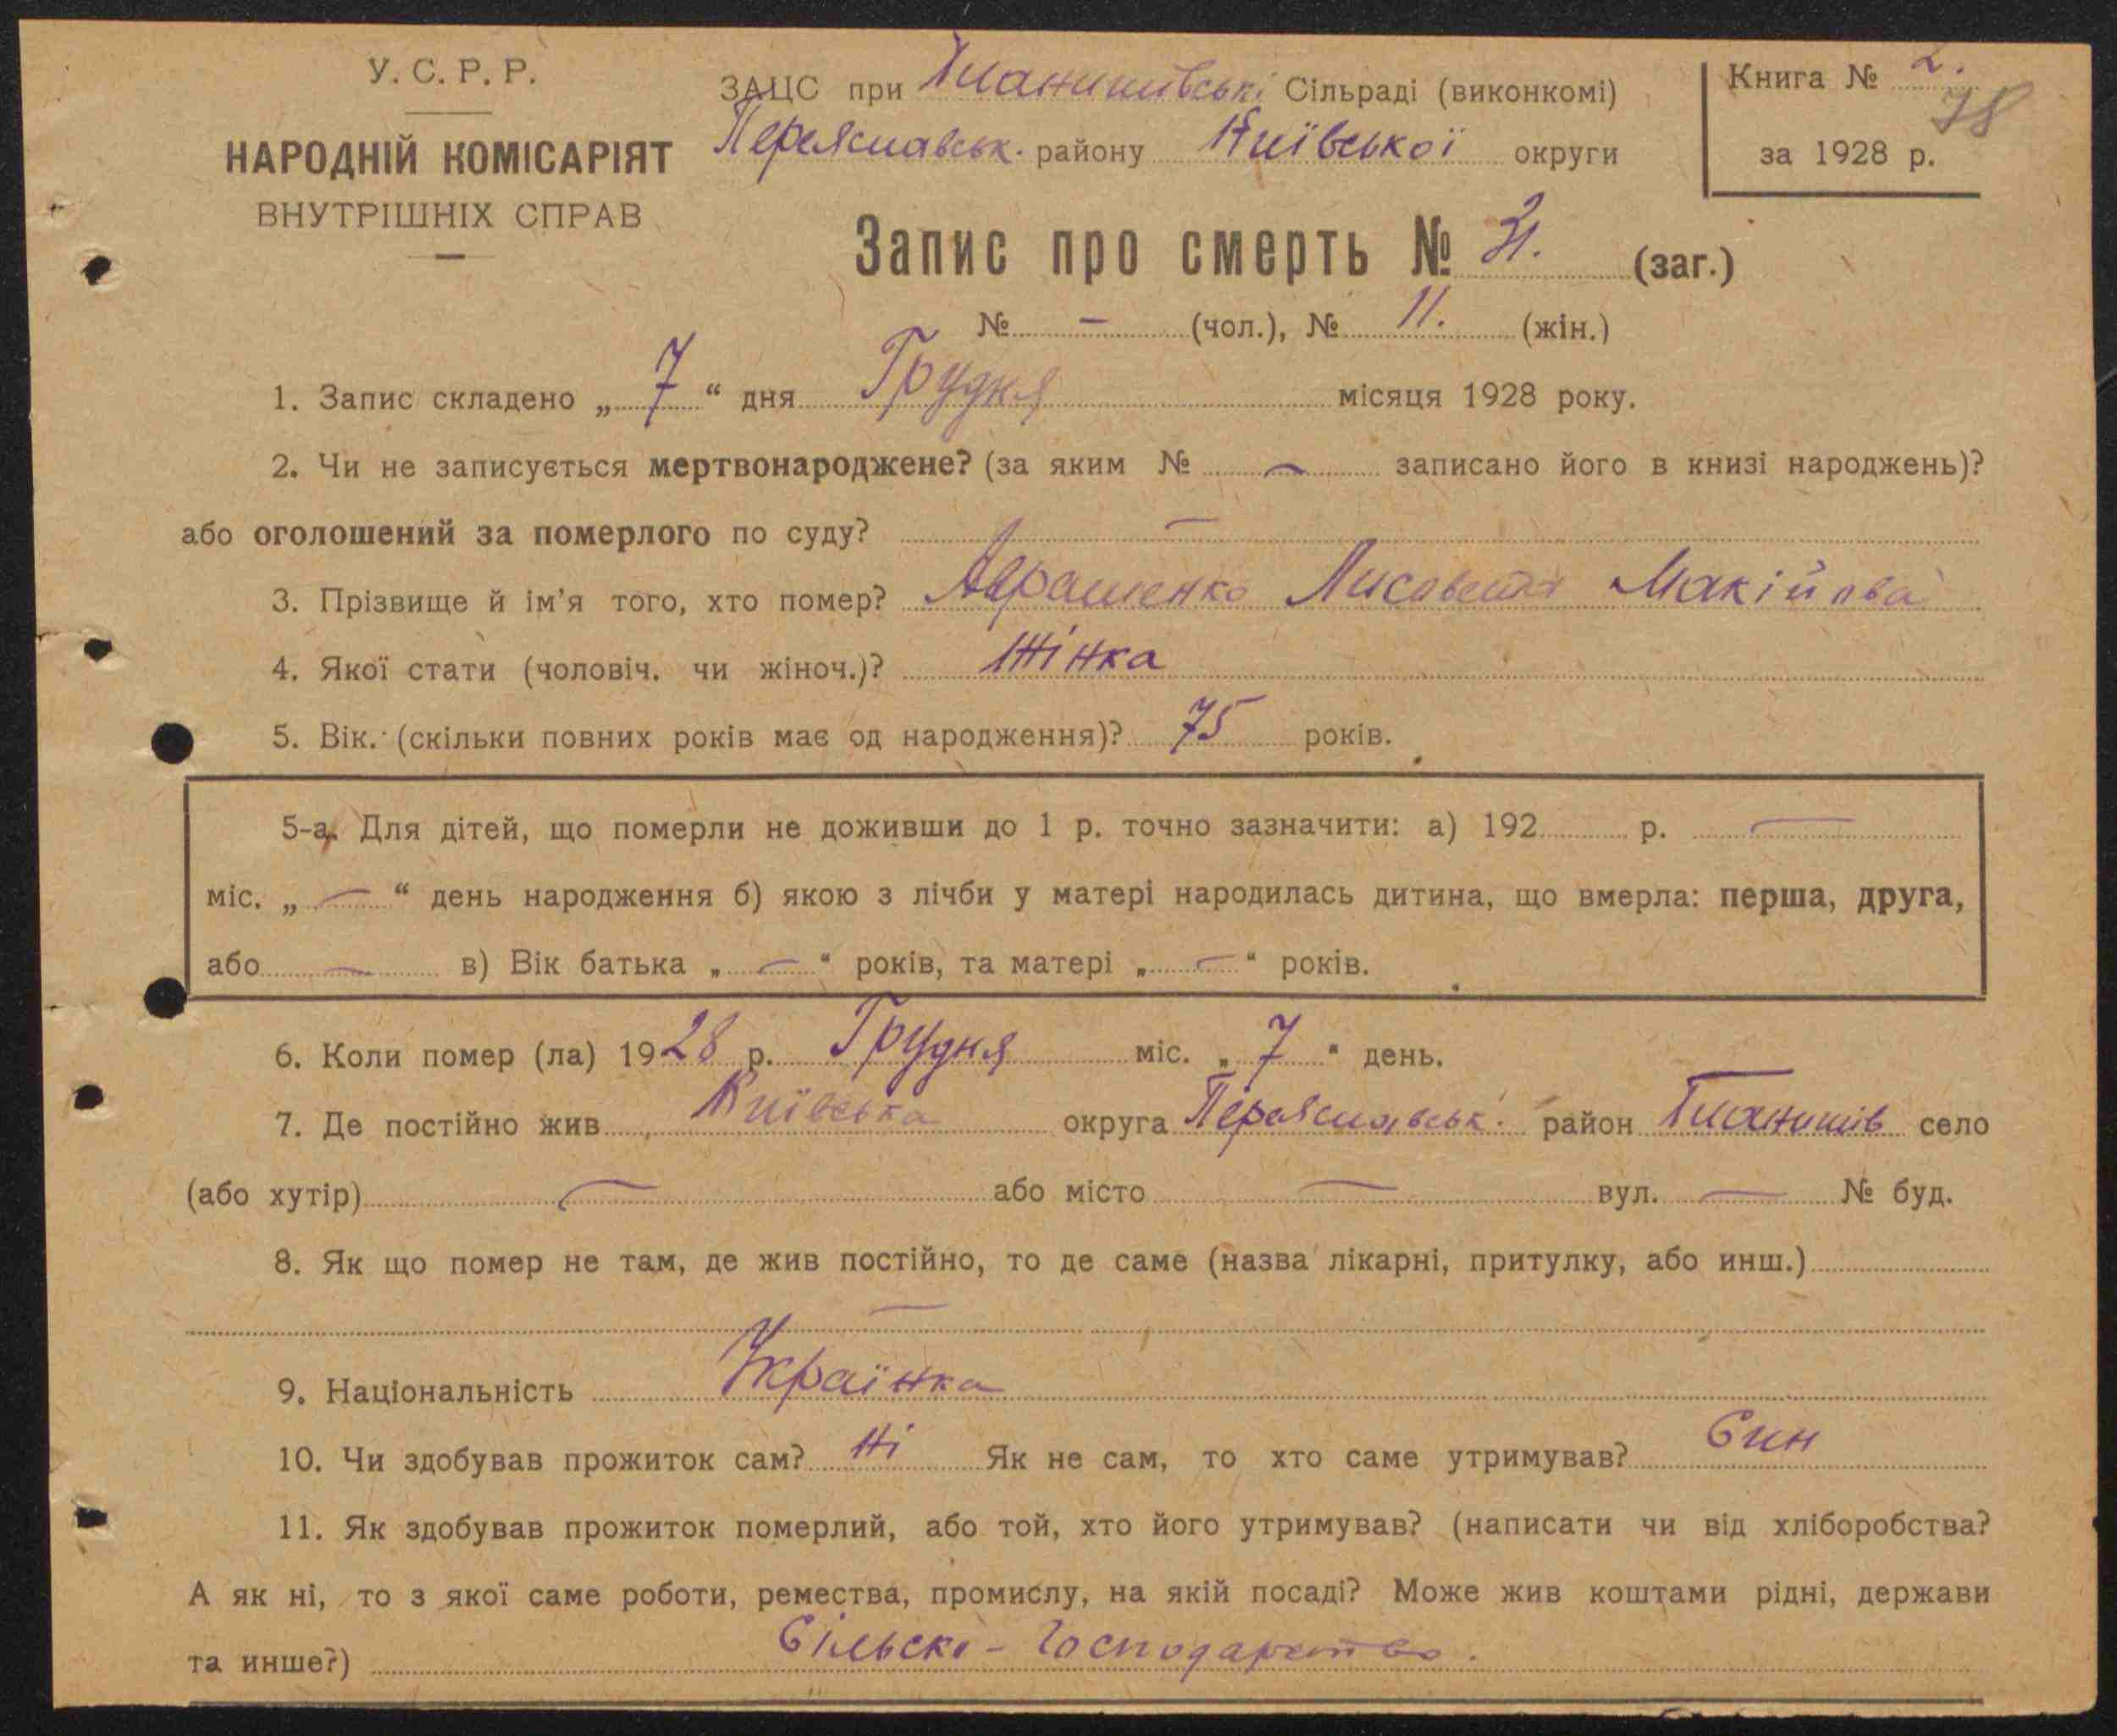 У. С. Р. Р.
НАРОДНІЙ КОМІСАРІЯТ
ВНУТРІШНІХ СПРАВ
ЗАЦС при Гланишівські Сільраді (виконкомі)
Переяславськ. району Київської округи
Книга № 2.
78
за 1928 р.
Запис про смерть № 21. (заг.)
№ — (чол.), № 11. (жін.)
1. Запис складено „ 7 “ дня Грудня місяця 1928 року.
2. Чи не записується мертвонароджене? (за яким № — записано його в книзі народжень)?
або оголошений за померлого по суду? —
3. Прізвище й ім’я того, хто помер? Аврашенко Лисавета
4. Якої стати (чоловіч. чи жіноч.)? Жінка
5. Вік. (скільки повних років має од народження)? 75 років.
5-а. Для дітей, що померли не доживши до 1 р. точно зазначити: а) 192 р. —
міс. „ — “ день народження б) якою з лічби у матері народилась дитина, що вмерла: перша, друга,
або — в) Вік батька „ — “ років, та матері „ — “ років.
6. Коли помер (ла) 1928 р. Грудня міс. „ 7 “ день.
7. Де постійно жив Київська округа Переяславськ. район Гланишів село
(або хутір) — або місто — вул. — № буд.
8. Як що помер не там, де жив постійно, то де саме (назва лікарні, притулку, або инш.)
—
9. Національність Українка
10. Чи здобував прожиток сам? Ні Як не сам, то хто саме утримував? Син
11. Як здобував прожиток померлий, або той, хто його утримував? (написати чи від хліборобства?
А як ні, то з якої саме роботи, ремества, промислу, на якій посаді? Може жив коштами рідні, держави
та инше?) Сільско-Господарство.